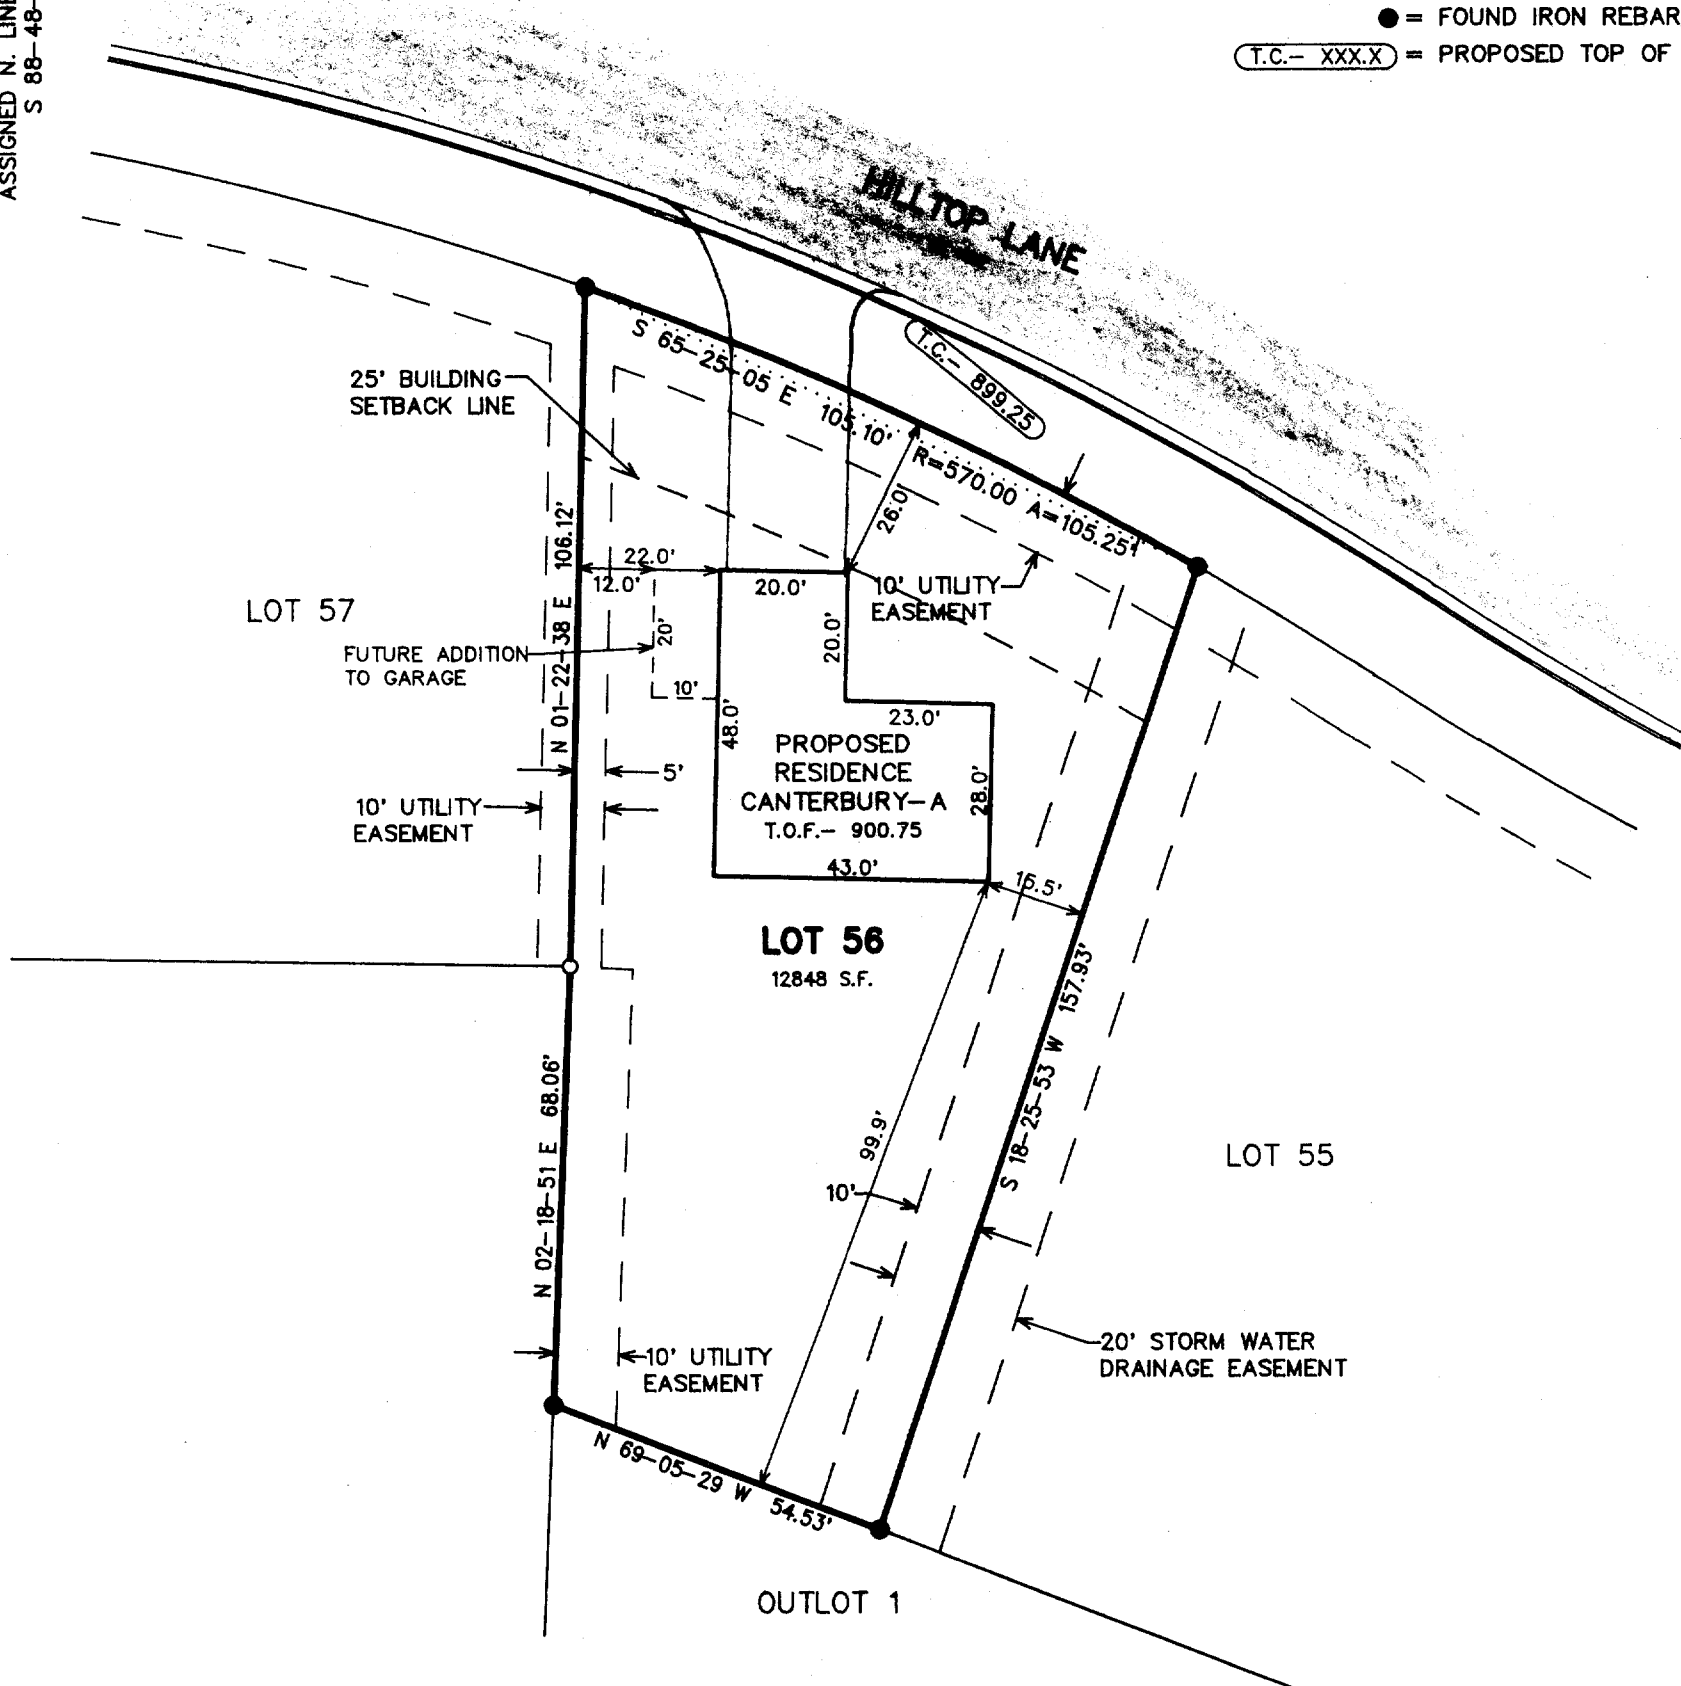 ASSIGNED N. LINE
S 88-48-
● = FOUND IRON REBAR
T.C.- XXX.X = PROPOSED TOP OF
HILLTOP LANE
T.C.- 899.25
S 65-25-05 E 105.10' R=570.00 A=105.25'
25' BUILDING
SETBACK LINE
26.0'
N 01-22-38 E 106.12'
22.0'
12.0'
20.0'
10' UTILITY
EASEMENT
LOT 57
FUTURE ADDITION
TO GARAGE
20'
10'
20.0'
23.0'
48.0'
PROPOSED
RESIDENCE
CANTERBURY-A
T.O.F.- 900.75
28.0'
5'
10' UTILITY
EASEMENT
43.0'
16.5'
LOT 56
12848 S.F.
S 18-25-53 W 157.93'
N 02-18-51 E 68.06'
99.9'
10'
LOT 55
10' UTILITY
EASEMENT
20' STORM WATER
DRAINAGE EASEMENT
N 69-05-29 W 54.53'
OUTLOT 1